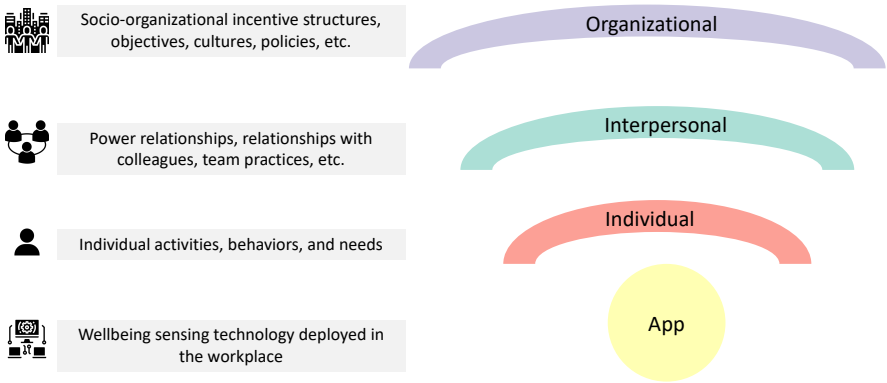 Socio-organizational incentive structures,
objectives, cultures, policies, etc.
Organizational
Power relationships, relationships with
colleagues, team practices, etc.
Interpersonal
Individual activities, behaviors, and needs
Individual
Wellbeing sensing technology deployed in
the workplace
App